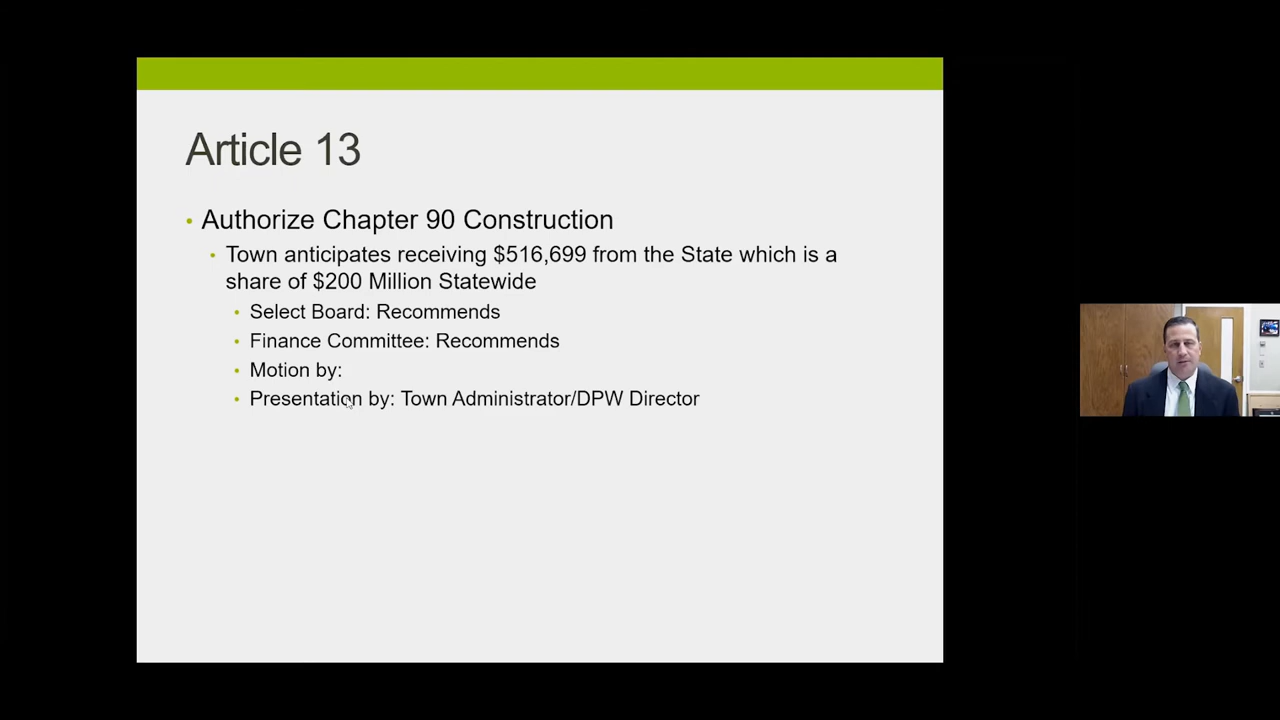 Article 13
• Authorize Chapter 90 Construction
• Town anticipates receiving $516,699 from the State which is a
share of $200 Million Statewide
• Select Board: Recommends
• Finance Committee: Recommends
• Motion by:
• Presentation by: Town Administrator/DPW Director